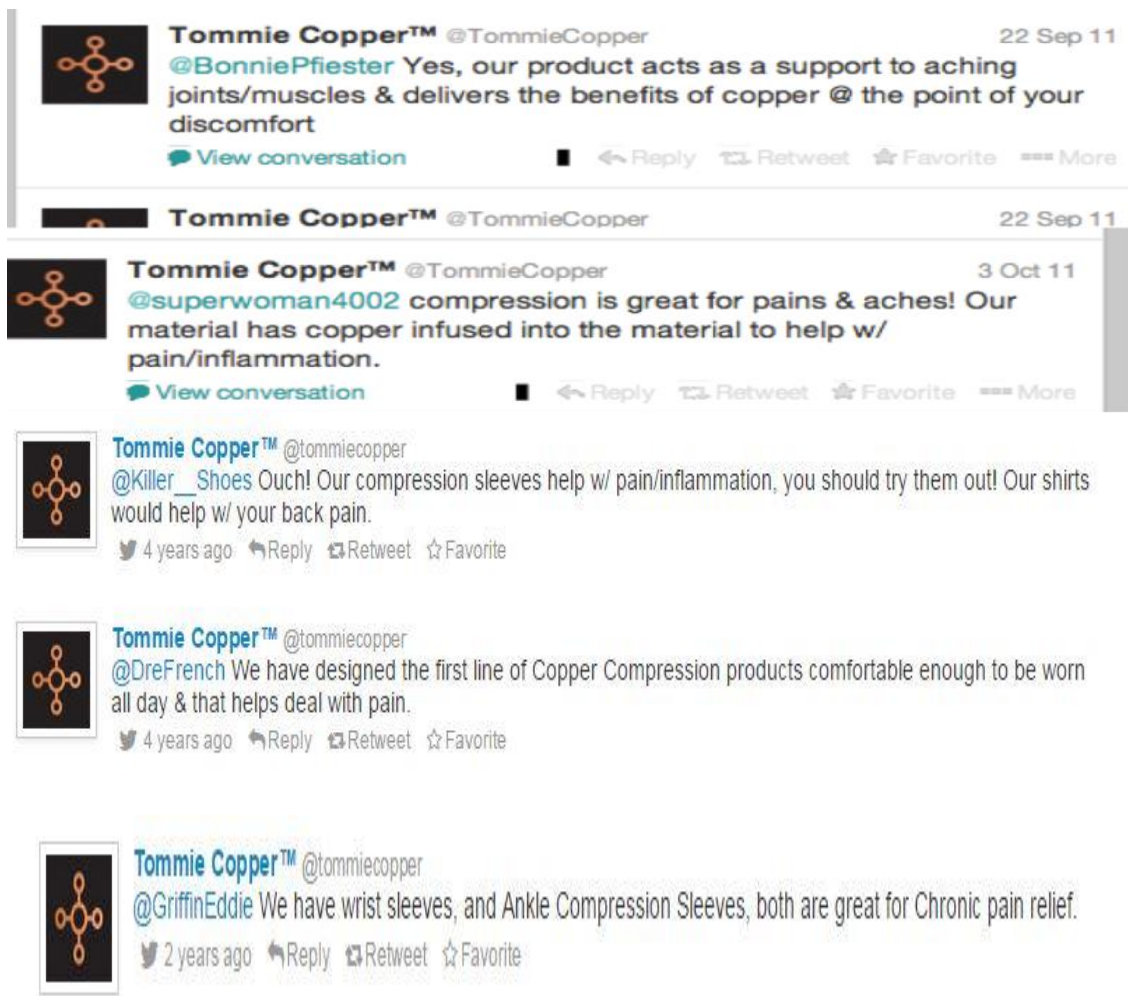 Tommie Copper™ @TommieCopper 22 Sep 11
@BonniePfiester Yes, our product acts as a support to aching
joints/muscles & delivers the benefits of copper @ the point of your
discomfort
View conversation Reply Retweet Favorite More
Tommie Copper™ @TommieCopper 22 Sep 11
Tommie Copper™ @TommieCopper 3 Oct 11
@superwoman4002 compression is great for pains & aches! Our
material has copper infused into the material to help w/
pain/inflammation.
View conversation Reply Retweet Favorite More
Tommie Copper™ @tommiecopper
@Killer__Shoes Ouch! Our compression sleeves help w/ pain/inflammation, you should try them out! Our shirts
would help w/ your back pain.
4 years ago Reply Retweet Favorite
Tommie Copper™ @tommiecopper
@DreFrench We have designed the first line of Copper Compression products comfortable enough to be worn
all day & that helps deal with pain.
4 years ago Reply Retweet Favorite
Tommie Copper™ @tommiecopper
@GriffinEddie We have wrist sleeves, and Ankle Compression Sleeves, both are great for Chronic pain relief.
2 years ago Reply Retweet Favorite